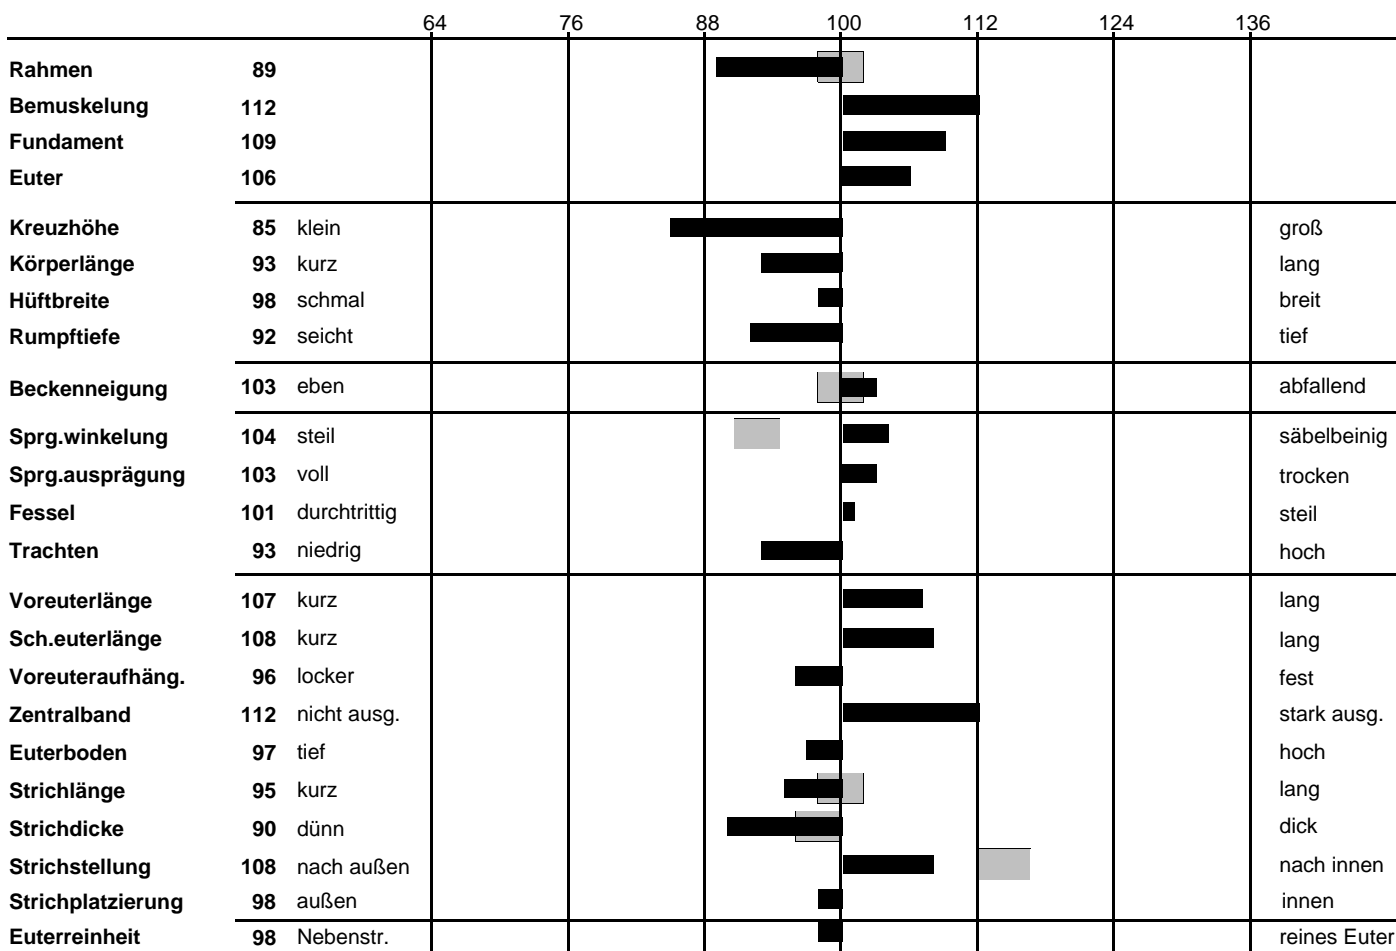 64 76 88 100 112 124 136
Rahmen 89
Bemuskelung 112
Fundament 109
Euter 106
Kreuzhöhe 85 klein groß
Körperlänge 93 kurz lang
Hüftbreite 98 schmal breit
Rumpftiefe 92 seicht tief
Beckenneigung 103 eben abfallend
Sprg.winkelung 104 steil säbelbeinig
Sprg.ausprägung 103 voll trocken
Fessel 101 durchtrittig steil
Trachten 93 niedrig hoch
Voreuterlänge 107 kurz lang
Sch.euterlänge 108 kurz lang
Voreuteraufhäng. 96 locker fest
Zentralband 112 nicht ausg. stark ausg.
Euterboden 97 tief hoch
Strichlänge 95 kurz lang
Strichdicke 90 dünn dick
Strichstellung 108 nach außen nach innen
Strichplatzierung 98 außen innen
Euterreinheit 98 Nebenstr. reines Euter